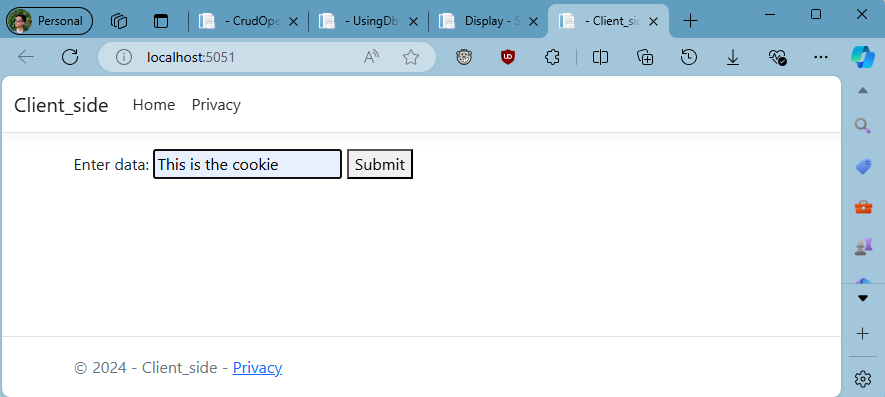 Personal
- CrudOpe
- UsingDb
Display - S
- Client_sid
localhost:5051
Client_side Home Privacy
Enter data: This is the cookie Submit
© 2024 - Client_side - Privacy